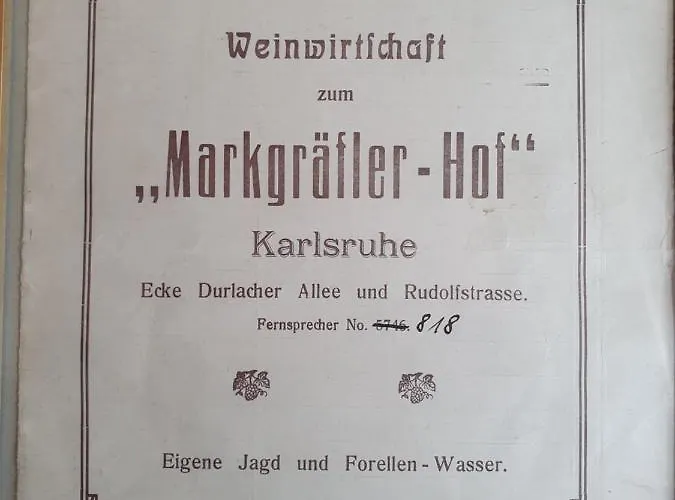 Weinwirtschaft
zum
„Markgräfler-Hof“
Karlsruhe
Ecke Durlacher Allee und Rudolfstrasse.
Fernsprecher No. 5746. 818
Eigene Jagd und Forellen-Wasser.